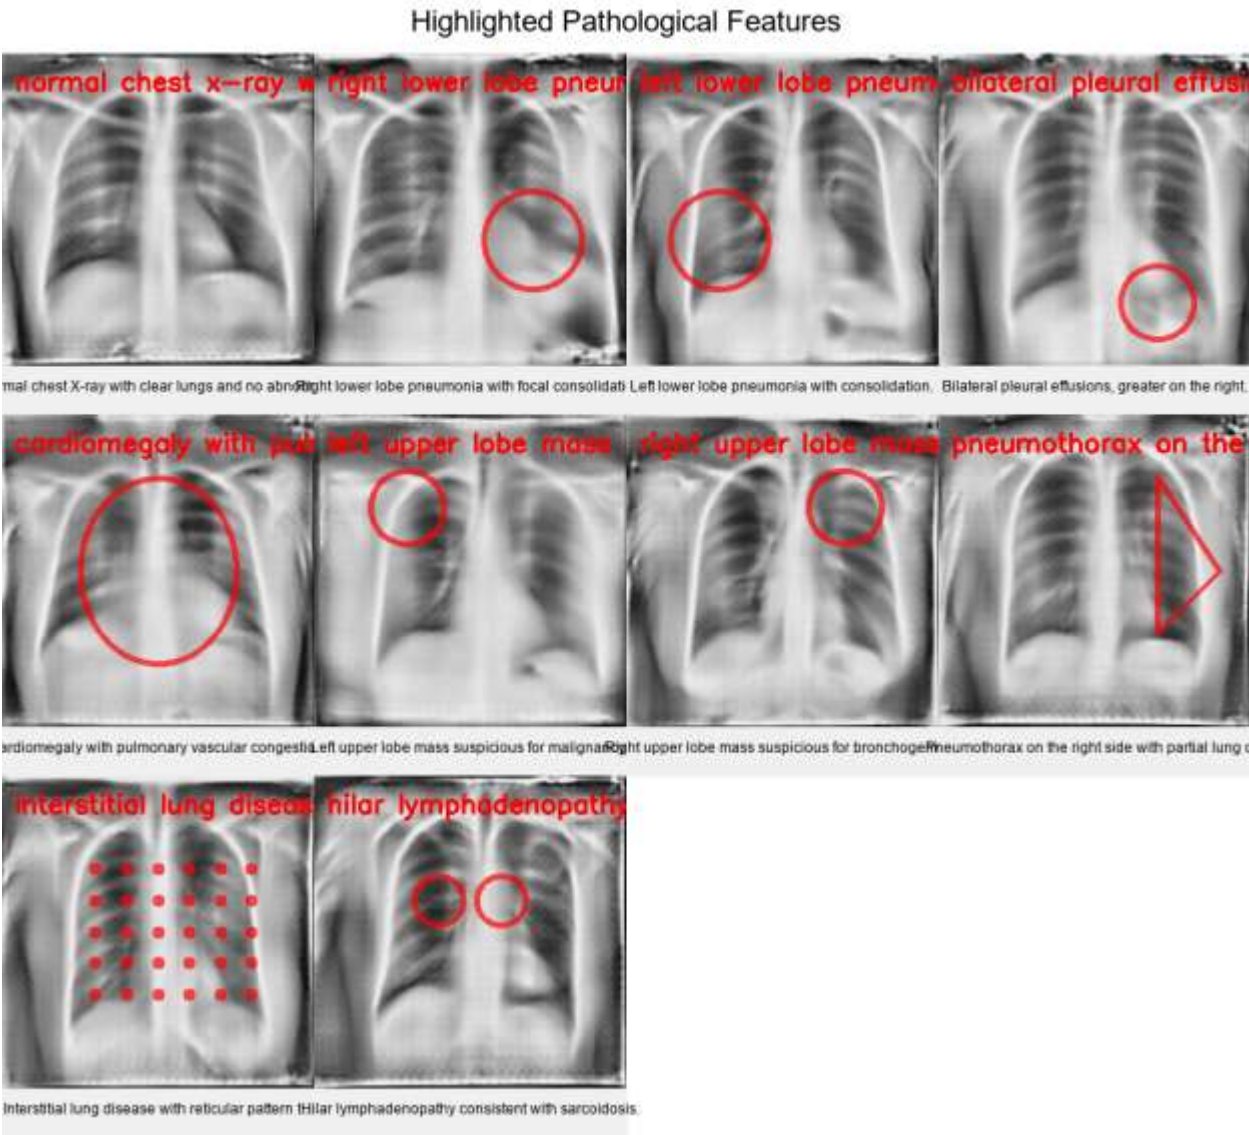 Highlighted Pathological Features
normal chest x-ray w
right lower lobe pneur
left lower lobe pneum
bilateral pleural effusi
mal chest X-ray with clear lungs and no abnor
Right lower lobe pneumonia with focal consolidati
Left lower lobe pneumonia with consolidation.
Bilateral pleural effusions, greater on the right.
cardiomegaly with pul
left upper lobe mass
right upper lobe mass
pneumothorax on the
ardiomegaly with pulmonary vascular congestio
Left upper lobe mass suspicious for malignancy
Right upper lobe mass suspicious for bronchogen
Pneumothorax on the right side with partial lung c
interstitial lung diseas
hilar lymphadenopathy
Interstitial lung disease with reticular pattern t
Hilar lymphadenopathy consistent with sarcoidosis.